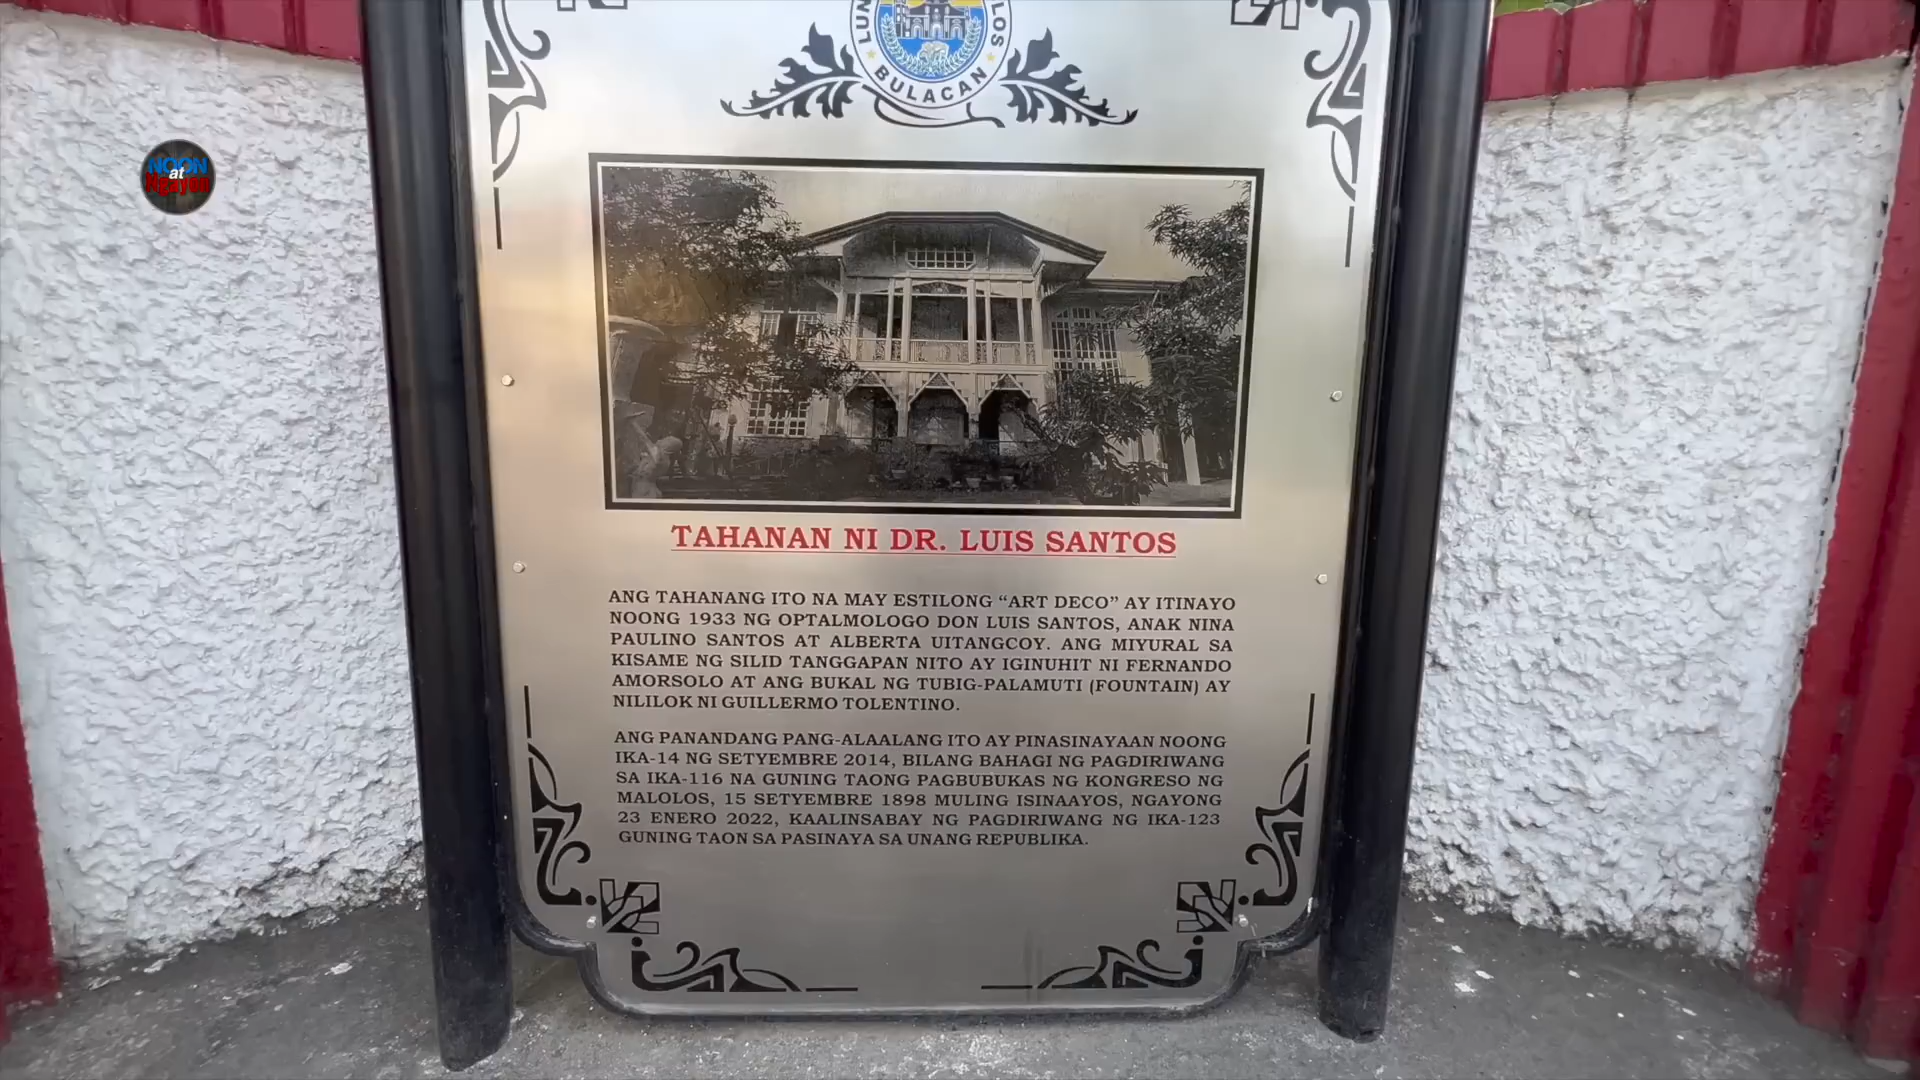 BULACAN
NOON
at
Ngayon
TAHANAN NI DR. LUIS SANTOS
ANG TAHANANG ITO NA MAY ESTILONG “ART DECO” AY ITINAYO
NOONG 1933 NG OPTALMOLOGO DON LUIS SANTOS, ANAK NINA
PAULINO SANTOS AT ALBERTA UITANGCOY. ANG MIYURAL SA
KISAME NG SILID TANGGAPAN NITO AY IGINUHIT NI FERNANDO
AMORSOLO AT ANG BUKAL NG TUBIG-PALAMUTI (FOUNTAIN) AY
NILILOK NI GUILLERMO TOLENTINO.
ANG PANANDANG PANG-ALAALANG ITO AY PINASINAYAAN NOONG
IKA-14 NG SETYEMBRE 2014, BILANG BAHAGI NG PAGDIRIWANG
SA IKA-116 NA GUNING TAONG PAGBUBUKAS NG KONGRESO NG
MALOLOS, 15 SETYEMBRE 1898 MULING ISINAAYOS, NGAYONG
23 ENERO 2022, KAALINSABAY NG PAGDIRIWANG NG IKA-123
GUNING TAON SA PASINAYA SA UNANG REPUBLIKA.